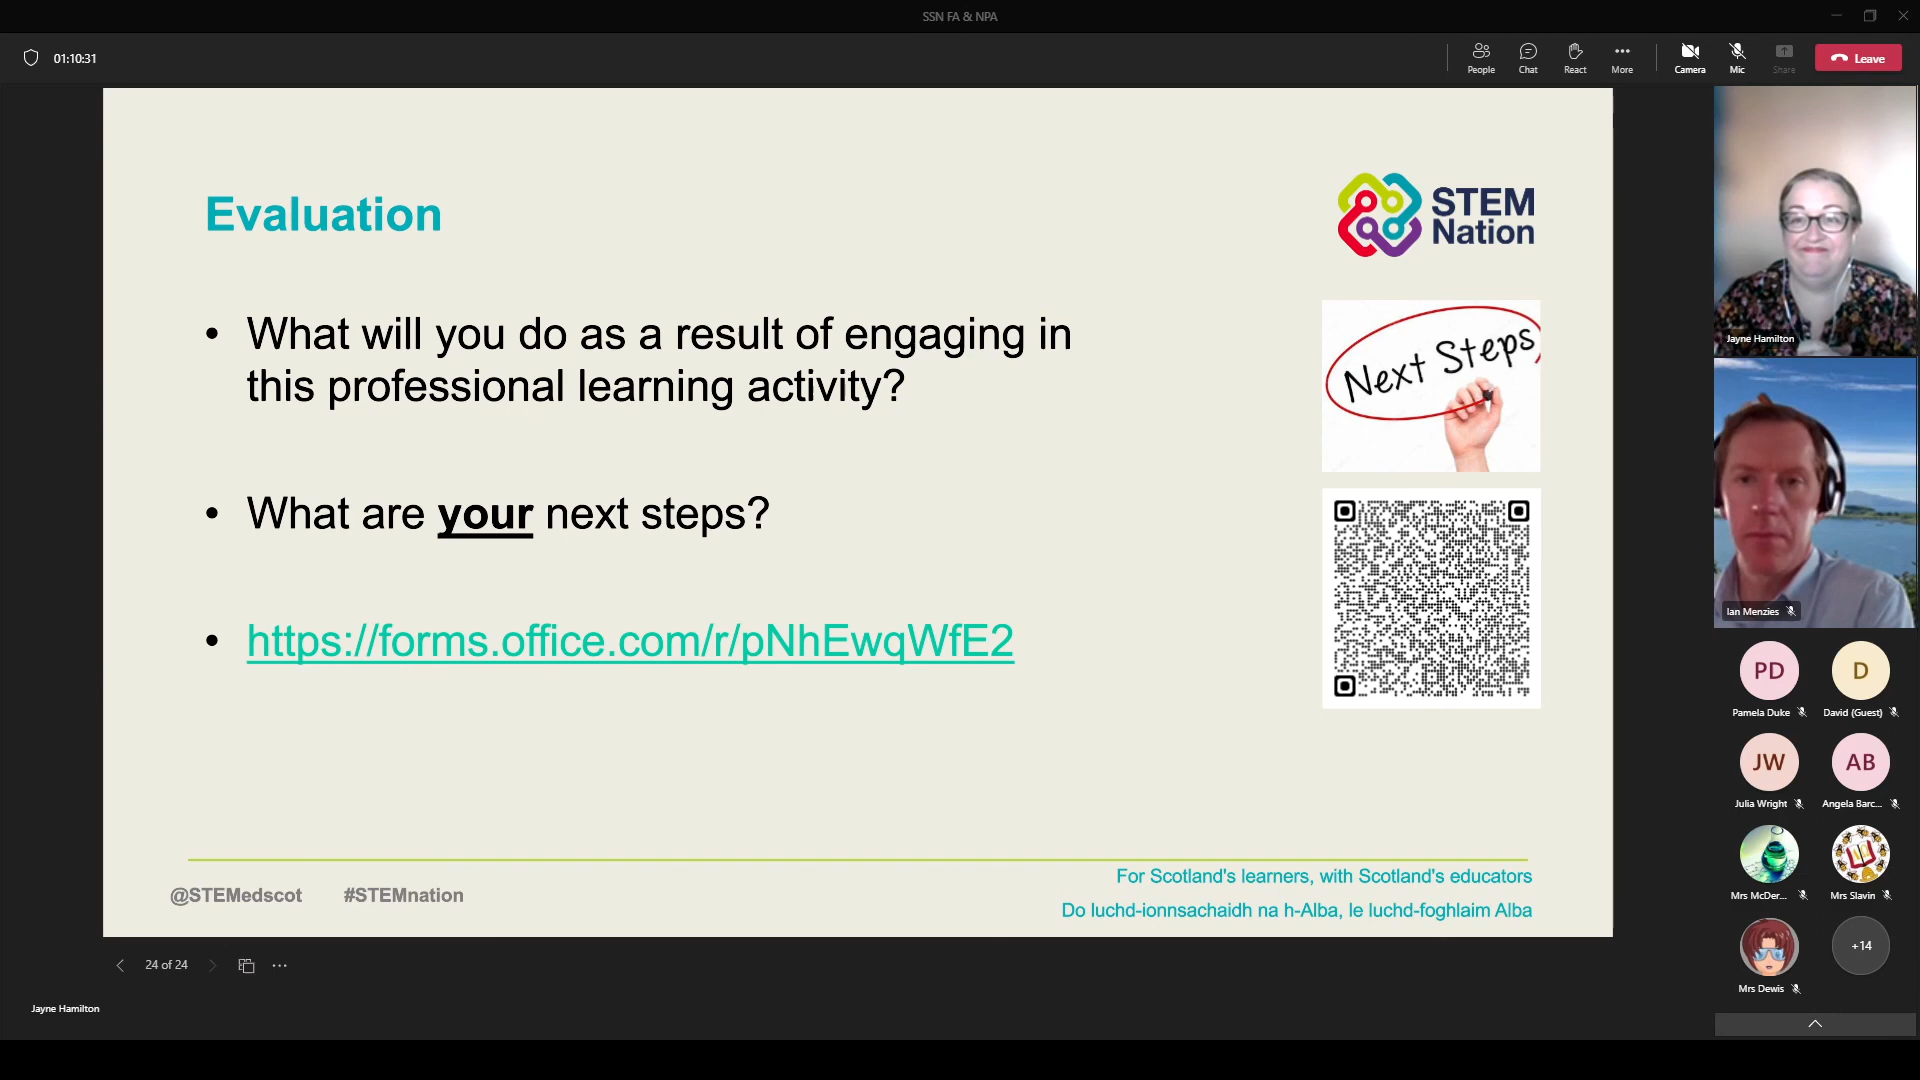 SSN FA & NPA
01:10:31
People
Chat
React
More
Camera
Mic
Share
Leave
Evaluation
STEM
Nation
• What will you do as a result of engaging in
this professional learning activity?
Next Steps
• What are your next steps?
• https://forms.office.com/r/pNhEwqWfE2
@STEMedscot #STEMnation
For Scotland's learners, with Scotland's educators
Do luchd-ionnsachaidh na h-Alba, le luchd-foghlaim Alba
24 of 24
Jayne Hamilton
Jayne Hamilton
Ian Menzies
PD
D
Pamela Duke
David (Guest)
JW
AB
Julia Wright
Angela Barc...
Mrs McDer...
Mrs Slavin
+14
Mrs Dewis